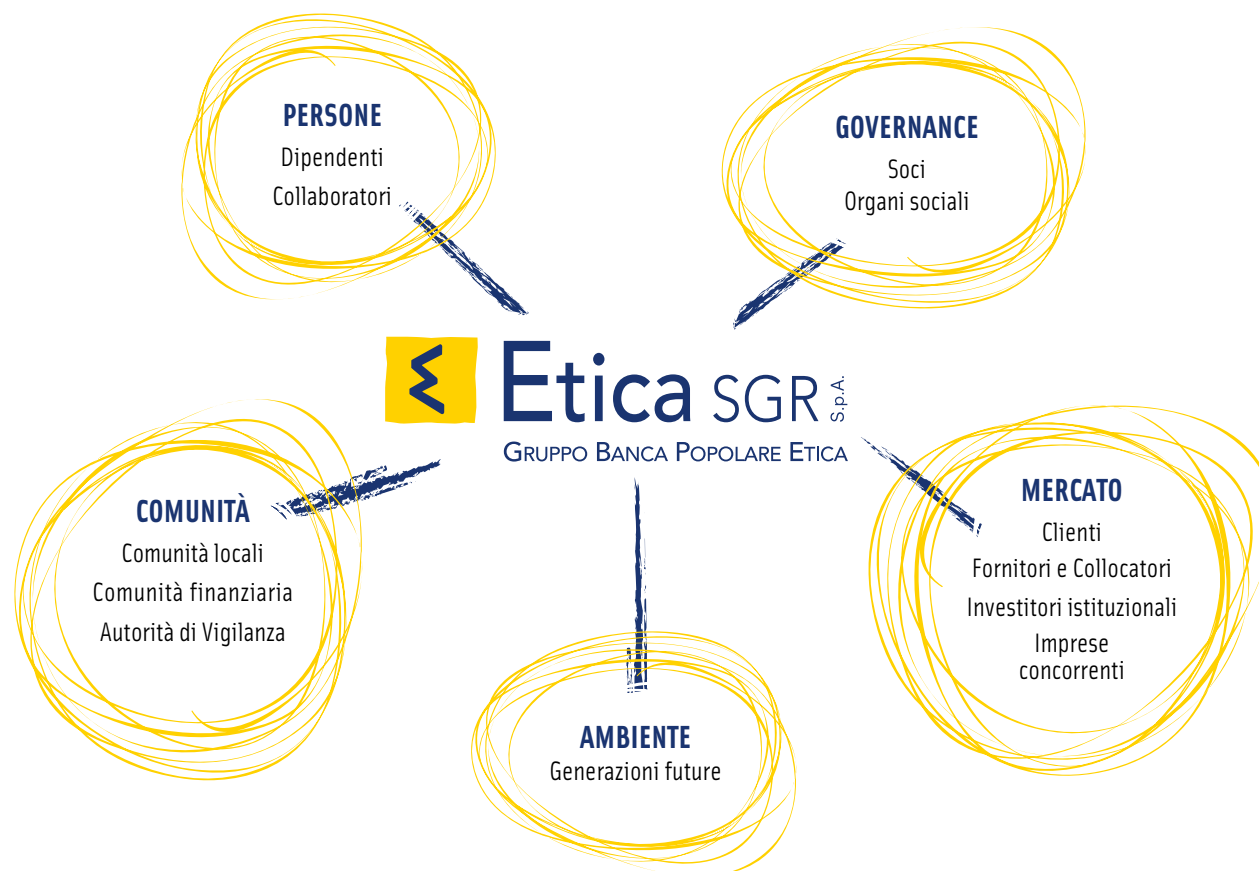 PERSONE
Dipendenti
Collaboratori
GOVERNANCE
Soci
Organi sociali
Etica SGR S.p.A.
GRUPPO BANCA POPOLARE ETICA
COMUNITÀ
Comunità locali
Comunità finanziaria
Autorità di Vigilanza
MERCATO
Clienti
Fornitori e Collocatori
Investitori istituzionali
Imprese
concorrenti
AMBIENTE
Generazioni future